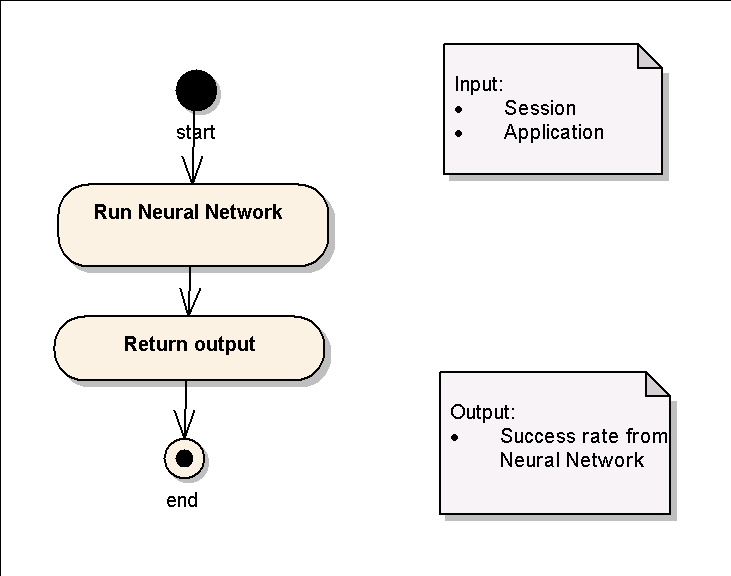 start
Run Neural Network
Return output
end
Input:
• Session
• Application
Output:
• Success rate from
Neural Network